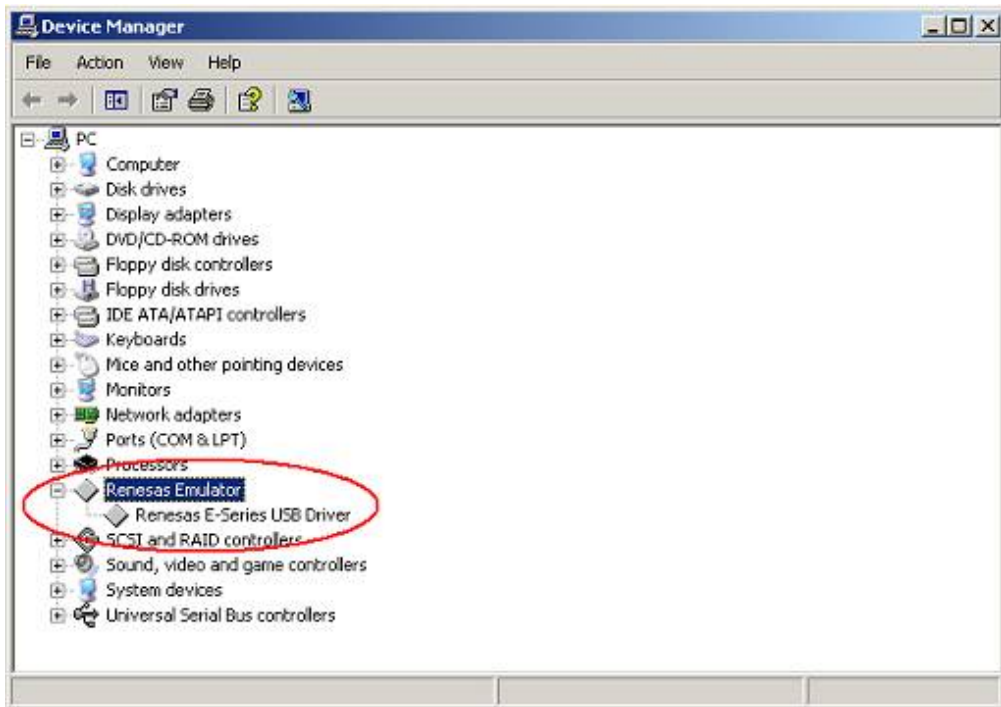 Device Manager
File Action View Help
PC
Computer
Disk drives
Display adapters
DVD/CD-ROM drives
Floppy disk controllers
Floppy disk drives
IDE ATA/ATAPI controllers
Keyboards
Mice and other pointing devices
Monitors
Network adapters
Ports (COM & LPT)
Processors
Renesas Emulator
Renesas E-Series USB Driver
SCSI and RAID controllers
Sound, video and game controllers
System devices
Universal Serial Bus controllers